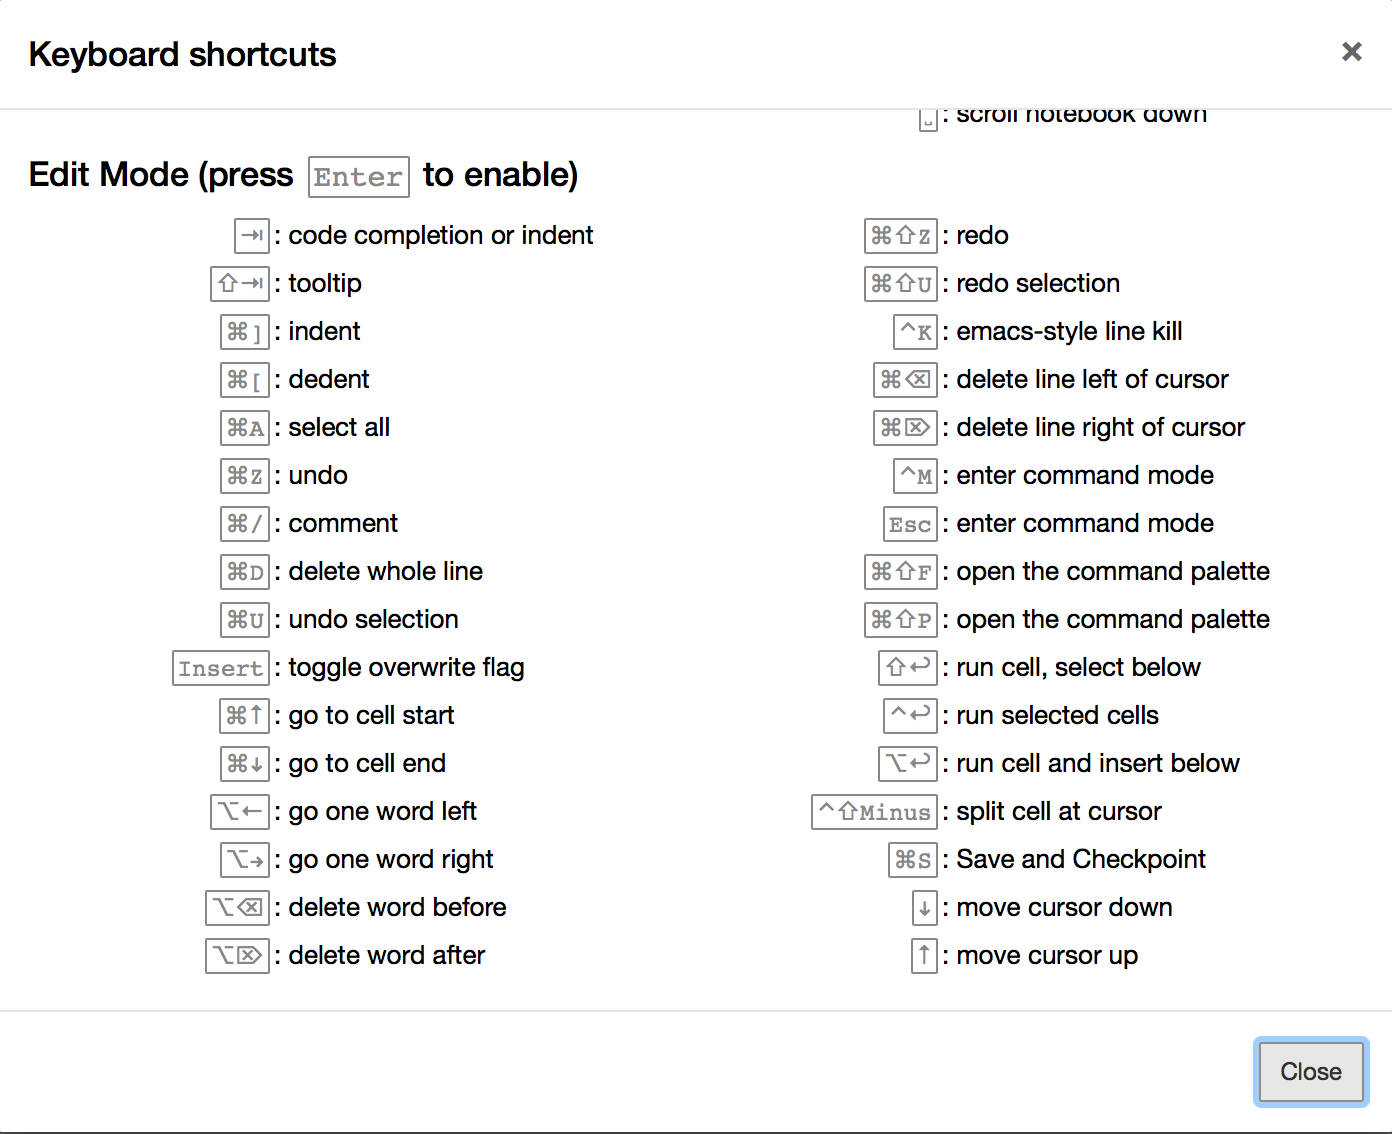 Keyboard shortcuts
×
␣ : scroll notebook down
Edit Mode (press Enter to enable)
⇥ : code completion or indent
⇧⇥ : tooltip
⌘] : indent
⌘[ : dedent
⌘A : select all
⌘Z : undo
⌘/ : comment
⌘D : delete whole line
⌘U : undo selection
Insert : toggle overwrite flag
⌘↑ : go to cell start
⌘↓ : go to cell end
⌥← : go one word left
⌥→ : go one word right
⌥⌫ : delete word before
⌥⌦ : delete word after
⌘⇧Z : redo
⌘⇧U : redo selection
^K : emacs-style line kill
⌘⌫ : delete line left of cursor
⌘⌦ : delete line right of cursor
^M : enter command mode
Esc : enter command mode
⌘⇧F : open the command palette
⌘⇧P : open the command palette
⇧↩ : run cell, select below
^↩ : run selected cells
⌥↩ : run cell and insert below
^⇧Minus : split cell at cursor
⌘S : Save and Checkpoint
↓ : move cursor down
↑ : move cursor up
Close